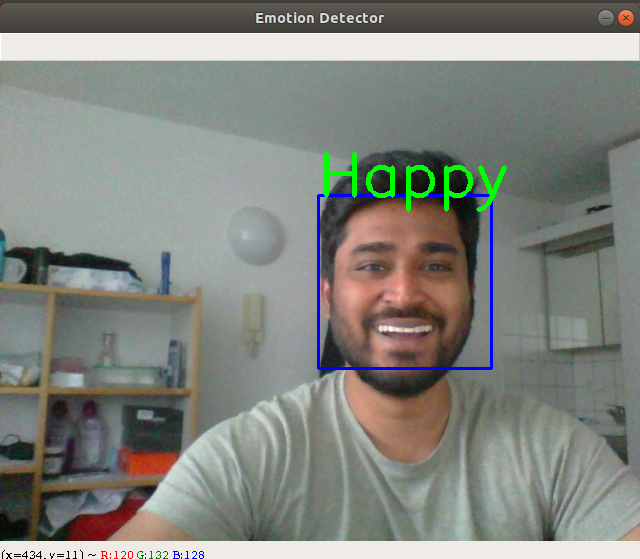 Emotion Detector
Happy
(x=434, y=11) ~ R:120 G:132 B:128